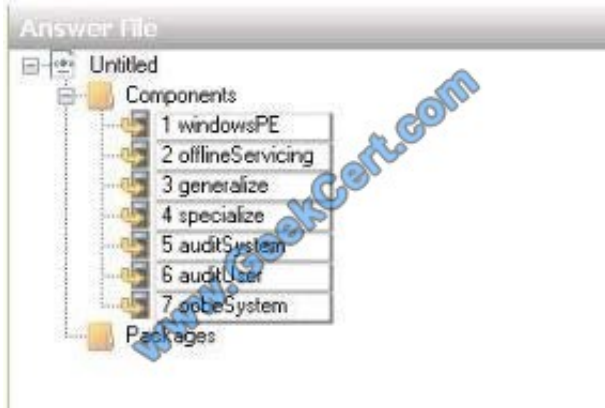 Answer File
Untitled
Components
1 windowsPE
2 offlineServicing
3 generalize
4 specialize
5 auditSystem
6 auditUser
7 oobeSystem
Packages
www.GeekCert.com